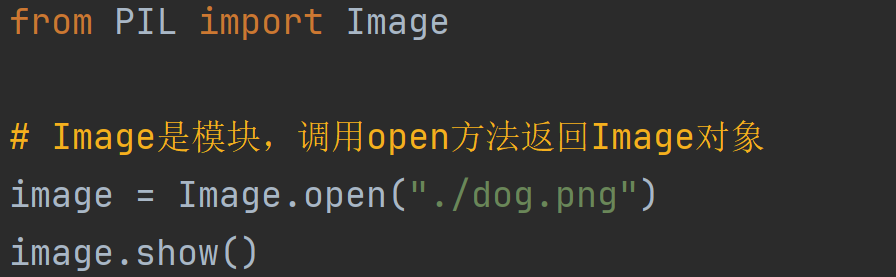 from PIL import Image
# Image是模块，调用open方法返回Image对象
image = Image.open("./dog.png")
image.show()